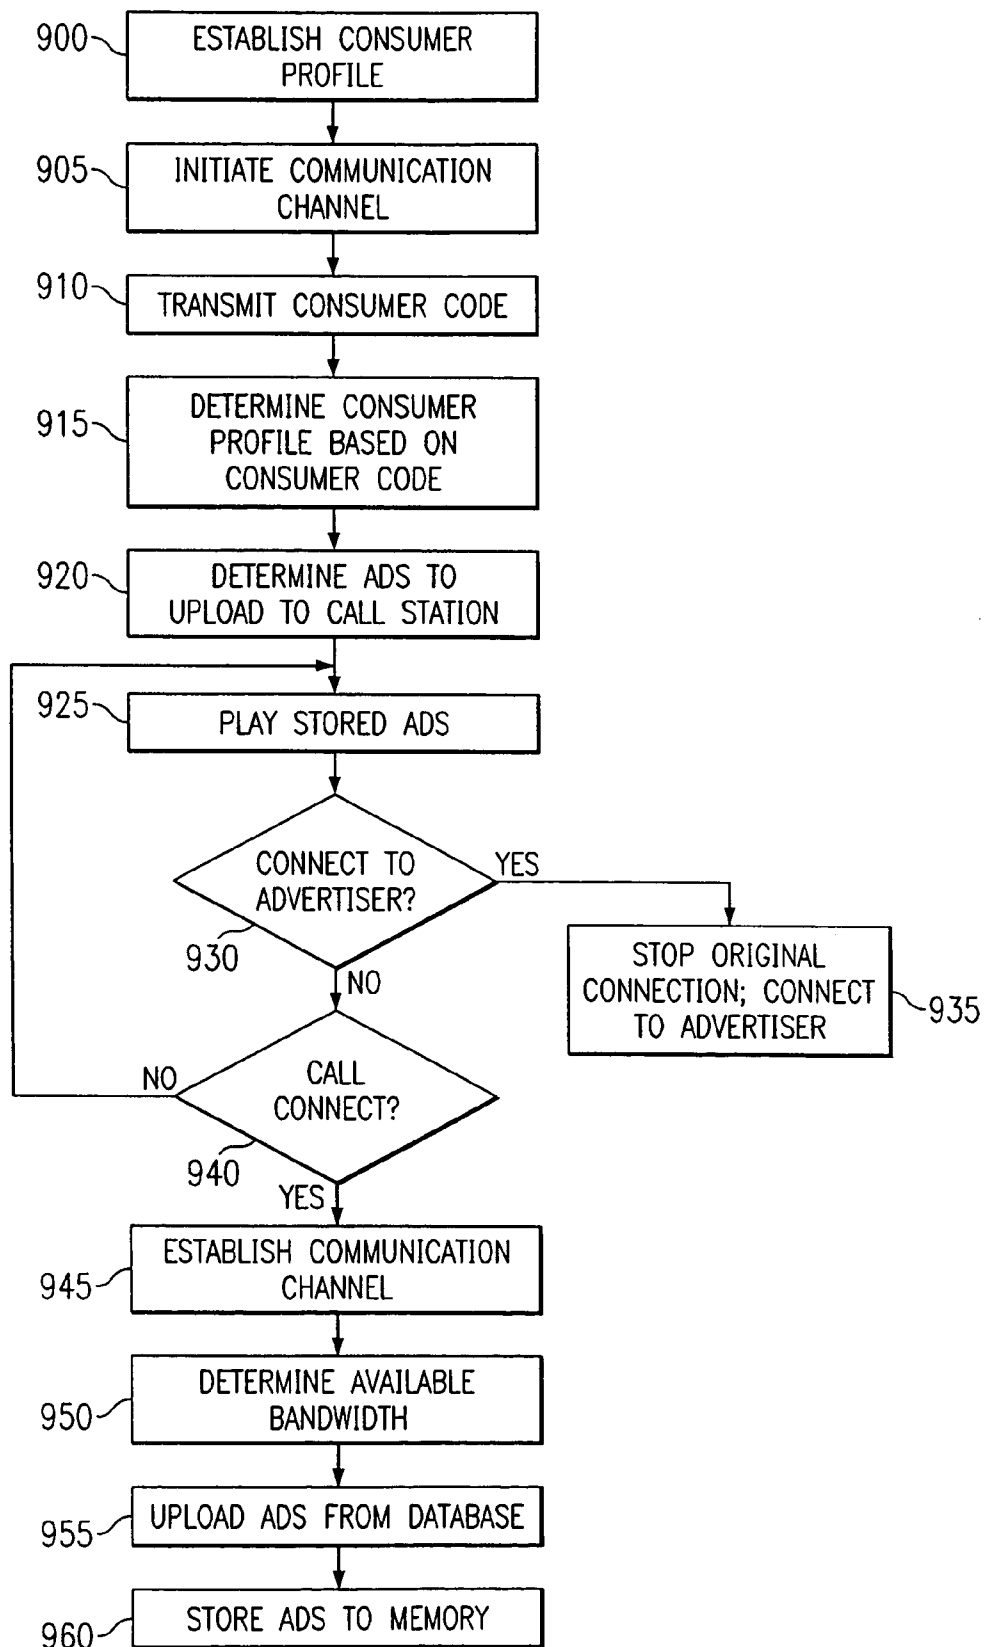 900
ESTABLISH CONSUMER
PROFILE
905
INITIATE COMMUNICATION
CHANNEL
910
TRANSMIT CONSUMER CODE
915
DETERMINE CONSUMER
PROFILE BASED ON
CONSUMER CODE
920
DETERMINE ADS TO
UPLOAD TO CALL STATION
925
PLAY STORED ADS
CONNECT TO
ADVERTISER?
YES
930
NO
STOP ORIGINAL
CONNECTION; CONNECT
TO ADVERTISER
935
CALL
CONNECT?
NO
940
YES
945
ESTABLISH COMMUNICATION
CHANNEL
950
DETERMINE AVAILABLE
BANDWIDTH
955
UPLOAD ADS FROM DATABASE
960
STORE ADS TO MEMORY